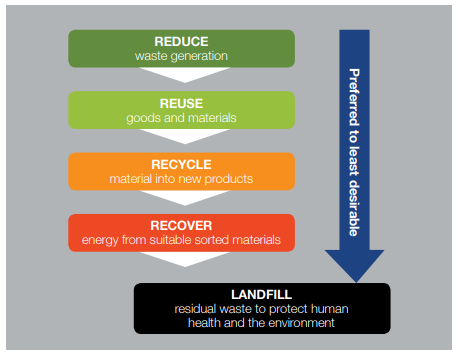 REDUCE
waste generation
REUSE
goods and materials
RECYCLE
material into new products
RECOVER
energy from suitable sorted materials
LANDFILL
residual waste to protect human
health and the environment
Preferred to least desirable